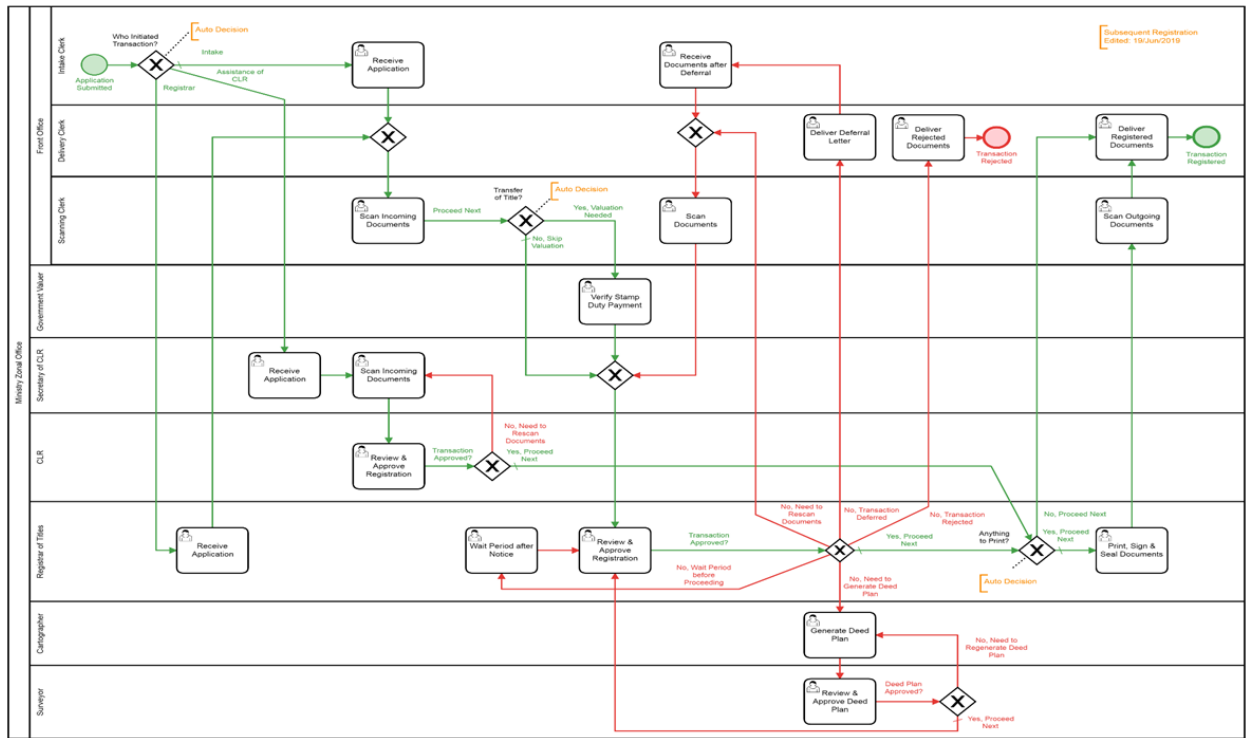 Ministry Zonal Office
Front Office
Intake Clerk
Delivery Clerk
Scanning Clerk
Government Valuer
Secretary of CLR
CLR
Registrar of Titles
Cartographer
Surveyor
Application
Submitted
Who Initiated
Transaction?
Auto Decision
Intake
Assistance of
CLR
Registrar
Receive
Application
Receive
Documents after
Deferral
Subsequent Registration
Edited: 19/Jun/2019
Deliver Deferral
Letter
Deliver
Rejected
Documents
Transaction
Rejected
Deliver
Registered
Documents
Transaction
Registered
Scan Incoming
Documents
Proceed Next
Transfer
of Title?
Auto Decision
Yes, Valuation
Needed
No, Skip
Valuation
Scan
Documents
Scan Outgoing
Documents
Verify Stamp
Duty Payment
Receive
Application
Scan Incoming
Documents
No, Need to
Rescan
Documents
Review &
Approve
Registration
Transaction
Approved?
Yes, Proceed
Next
Receive
Application
Wait Period after
Notice
Review &
Approve
Registration
Transaction
Approved?
No, Wait Period
before
Proceeding
No, Need to
Rescan
Documents
No, Transaction
Deferred
No, Transaction
Rejected
Yes, Proceed
Next
Anything
to Print?
No, Proceed Next
Yes, Proceed
Next
Print, Sign &
Seal Documents
Auto Decision
No, Need to
Generate Deed
Plan
Generate Deed
Plan
No, Need to
Regenerate Deed
Plan
Review &
Approve Deed
Plan
Deed Plan
Approved?
Yes, Proceed
Next